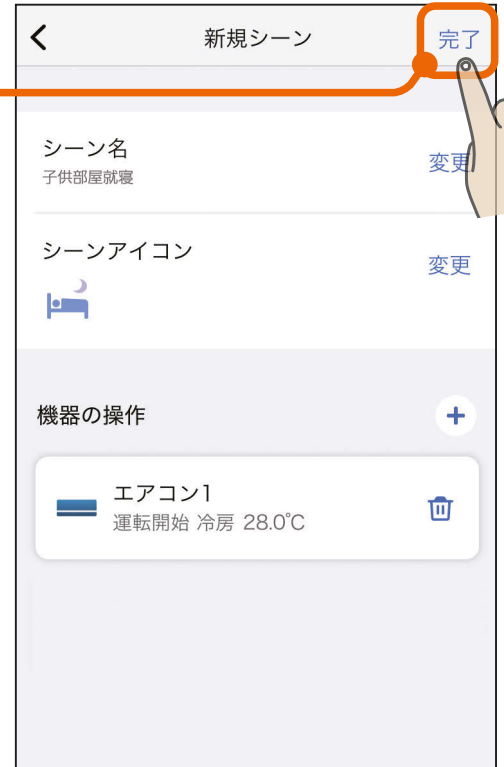 新規シーン
完了
シーン名
子供部屋就寝
変更
シーンアイコン
変更
機器の操作
エアコン1
運転開始 冷房 28.0℃